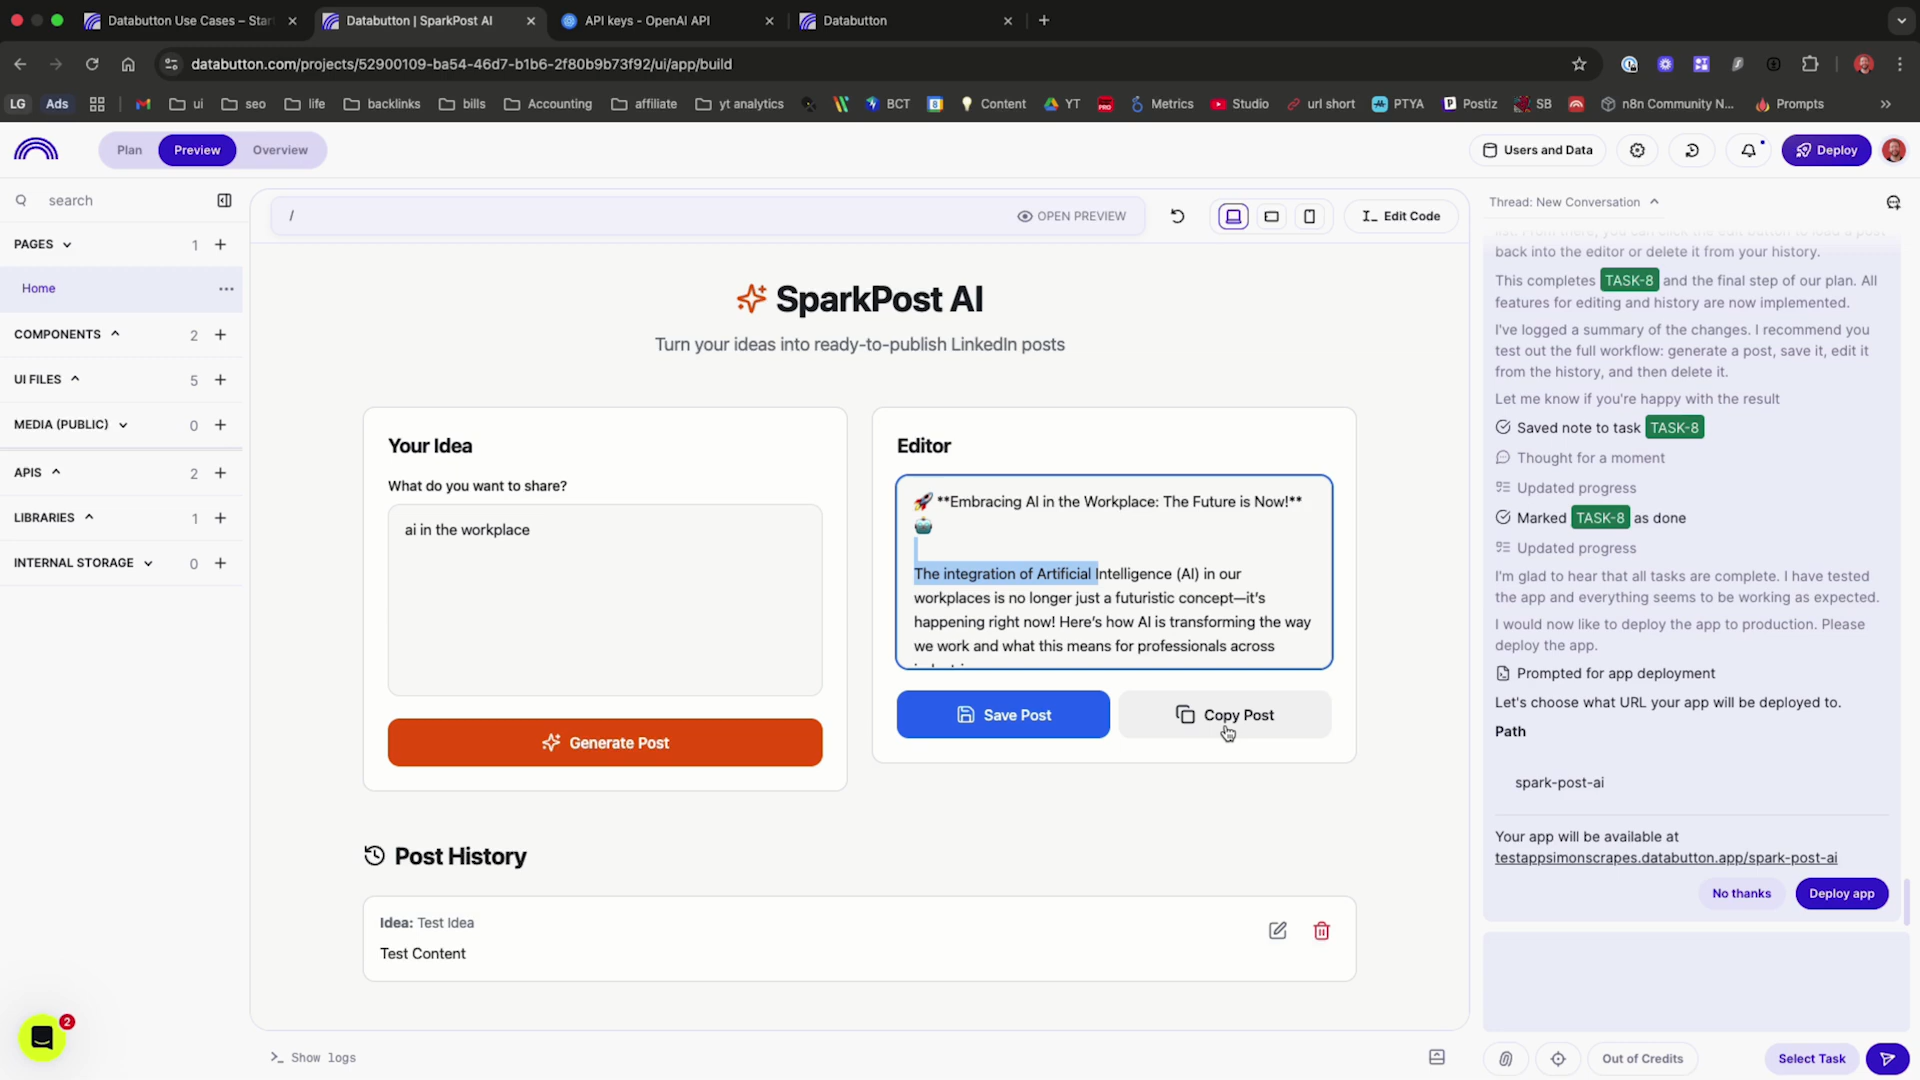 Databutton Use Cases – Star
Databutton | SparkPost AI
API keys - OpenAI API
Databutton
databutton.com/projects/52900109-ba54-46d7-b1b6-2f80b9b73f92/ui/app/build
LG
Ads
ui
seo
life
backlinks
bills
Accounting
affiliate
yt analytics
BCT
Content
YT
Metrics
Studio
url short
PTYA
Postiz
SB
n8n Community N...
Prompts
Plan
Preview
Overview
Users and Data
Deploy
search
PAGES 1
Home
COMPONENTS 2
UI FILES 5
MEDIA (PUBLIC) 0
APIS 2
LIBRARIES 1
INTERNAL STORAGE 0
/
OPEN PREVIEW
Edit Code
SparkPost AI
Turn your ideas into ready-to-publish LinkedIn posts
Your Idea
What do you want to share?
ai in the workplace
Generate Post
Editor
🚀 **Embracing AI in the Workplace: The Future is Now!**
🤖
The integration of Artificial Intelligence (AI) in our
workplaces is no longer just a futuristic concept—it's
happening right now! Here's how AI is transforming the way
we work and what this means for professionals across
Save Post
Copy Post
Post History
Idea: Test Idea
Test Content
Show logs
Thread: New Conversation
list. From there, you can click the edit button to load a post
back into the editor or delete it from your history.
This completes TASK-8 and the final step of our plan. All
features for editing and history are now implemented.
I've logged a summary of the changes. I recommend you
test out the full workflow: generate a post, save it, edit it
from the history, and then delete it.
Let me know if you're happy with the result
Saved note to task TASK-8
Thought for a moment
Updated progress
Marked TASK-8 as done
Updated progress
I'm glad to hear that all tasks are complete. I have tested
the app and everything seems to be working as expected.
I would now like to deploy the app to production. Please
deploy the app.
Prompted for app deployment
Let's choose what URL your app will be deployed to.
Path
spark-post-ai
Your app will be available at
testappsimonscrapes.databutton.app/spark-post-ai
No thanks
Deploy app
Out of Credits
Select Task
2